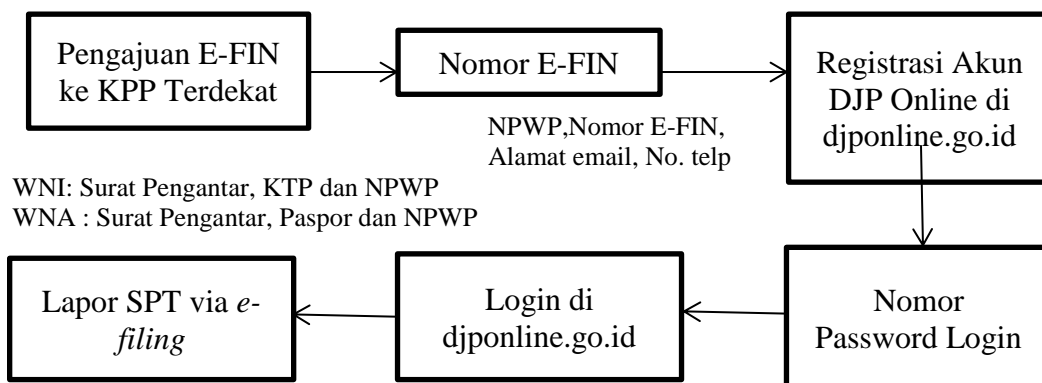 Pengajuan E-FIN
ke KPP Terdekat
Nomor E-FIN
Registrasi Akun
DJP Online di
djponline.go.id
NPWP,Nomor E-FIN,
Alamat email, No. telp
WNI: Surat Pengantar, KTP dan NPWP
WNA : Surat Pengantar, Paspor dan NPWP
Lapor SPT via e-
filing
Login di
djponline.go.id
Nomor
Password Login